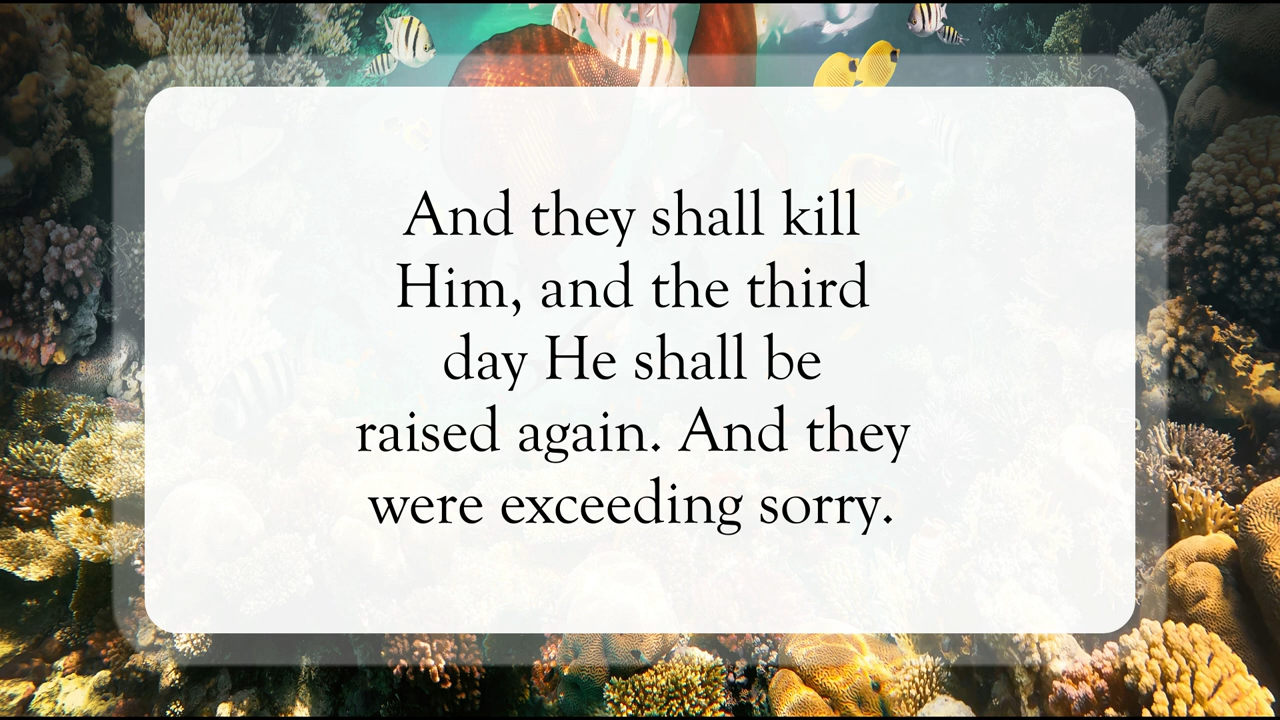 And they shall kill
Him, and the third
day He shall be
raised again. And they
were exceeding sorry.